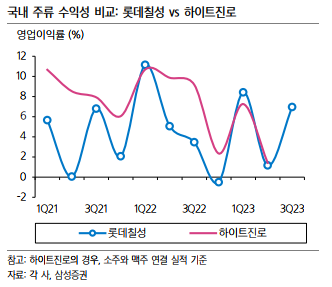 국내 주류 수익성 비교: 롯데칠성 vs 하이트진로
영업이익률 (%)
12
10
8
6
4
2
0
-2
1Q21 3Q21 1Q22 3Q22 1Q23 3Q23
롯데칠성 하이트진로
참고: 하이트진로의 경우, 소주와 맥주 연결 실적 기준
자료: 각 사, 삼성증권